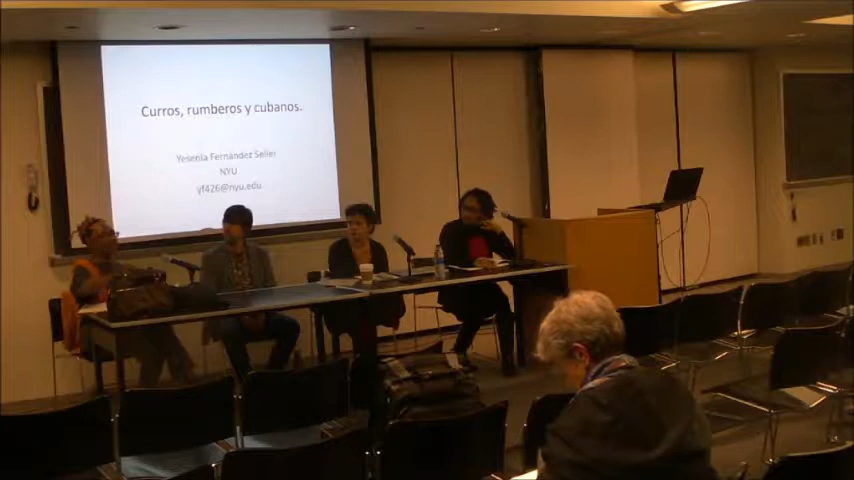 Curros, rumberos y cubanos.
Yesenia Fernandez Selier
NYU
yf426@nyu.edu